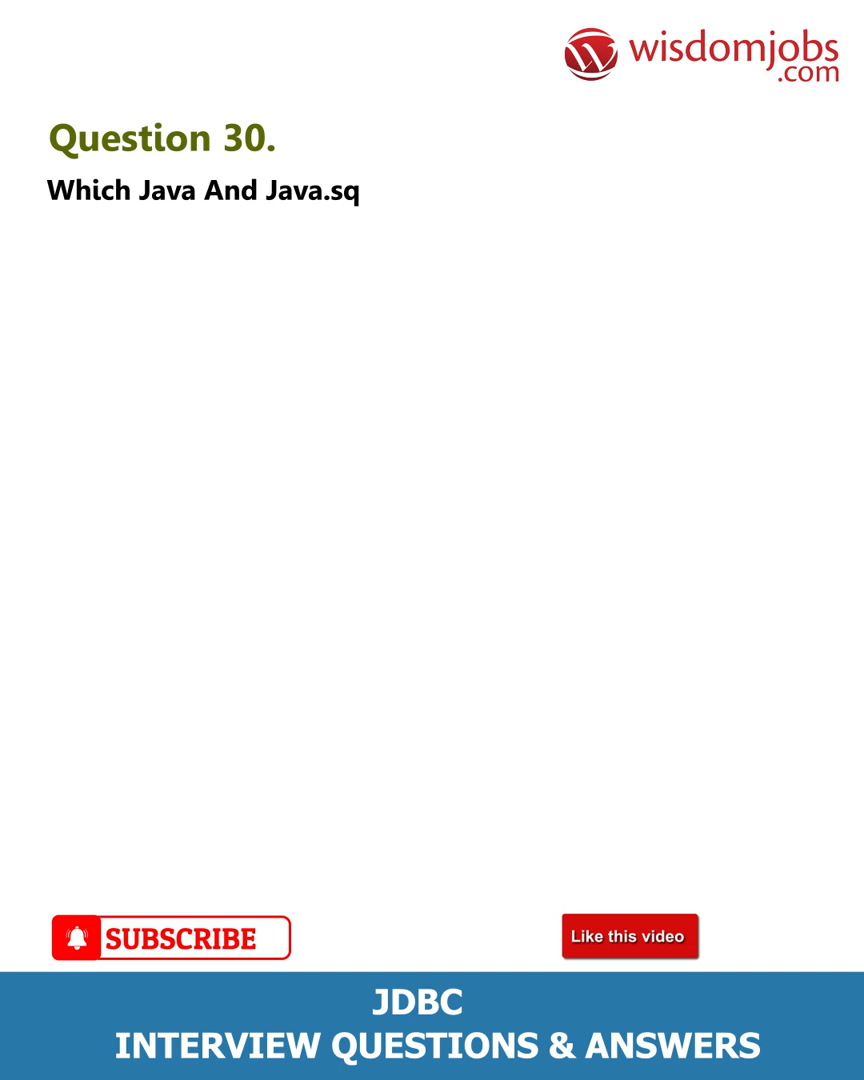 wisdomjobs
.com
Question 30.
Which Java And Java.sq
SUBSCRIBE
Like this video
JDBC
INTERVIEW QUESTIONS & ANSWERS